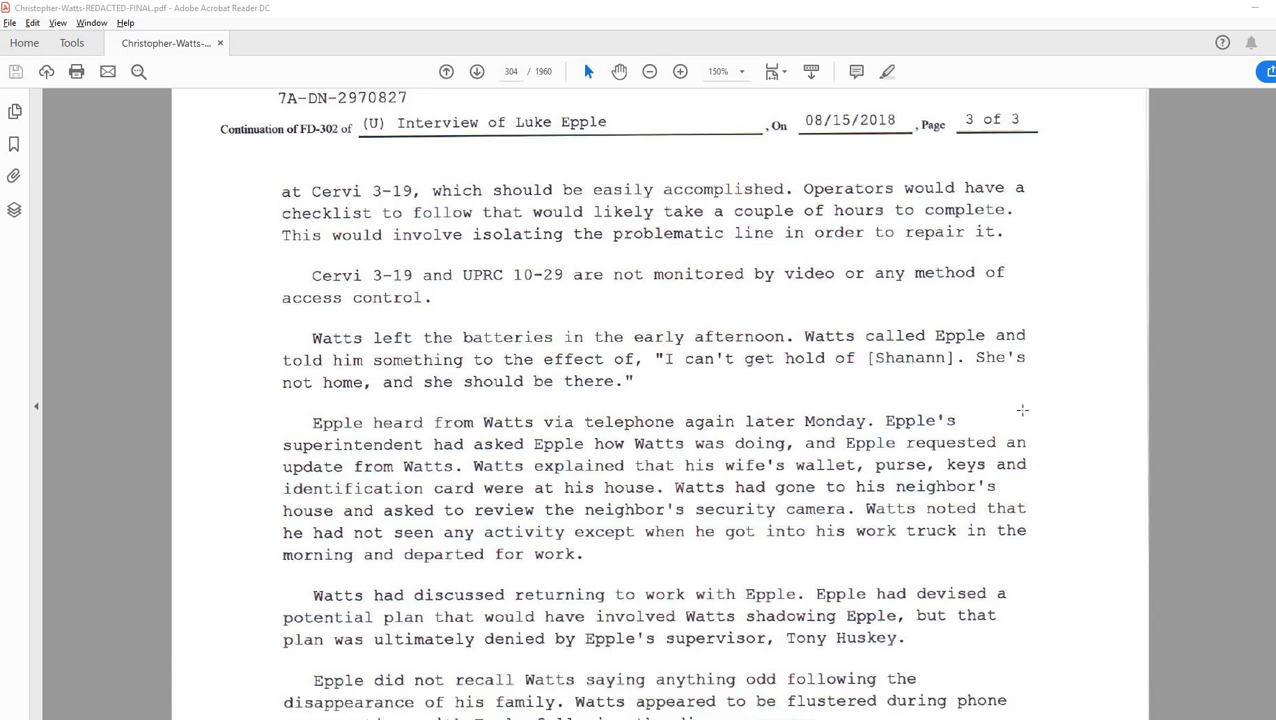 Christopher-Watts-REDACTED-FINAL.pdf - Adobe Acrobat Reader DC
File Edit View Window Help
Home Tools Christopher-Watts-... ×
304 / 1960 150%
7A-DN-2970827
Continuation of FD-302 of (U) Interview of Luke Epple , On 08/15/2018 , Page 3 of 3
at Cervi 3-19, which should be easily accomplished. Operators would have a
checklist to follow that would likely take a couple of hours to complete.
This would involve isolating the problematic line in order to repair it.
Cervi 3-19 and UPRC 10-29 are not monitored by video or any method of
access control.
Watts left the batteries in the early afternoon. Watts called Epple and
told him something to the effect of, "I can't get hold of [Shanann]. She's
not home, and she should be there."
Epple heard from Watts via telephone again later Monday. Epple's
superintendent had asked Epple how Watts was doing, and Epple requested an
update from Watts. Watts explained that his wife's wallet, purse, keys and
identification card were at his house. Watts had gone to his neighbor's
house and asked to review the neighbor's security camera. Watts noted that
he had not seen any activity except when he got into his work truck in the
morning and departed for work.
Watts had discussed returning to work with Epple. Epple had devised a
potential plan that would have involved Watts shadowing Epple, but that
plan was ultimately denied by Epple's supervisor, Tony Huskey.
Epple did not recall Watts saying anything odd following the
disappearance of his family. Watts appeared to be flustered during phone